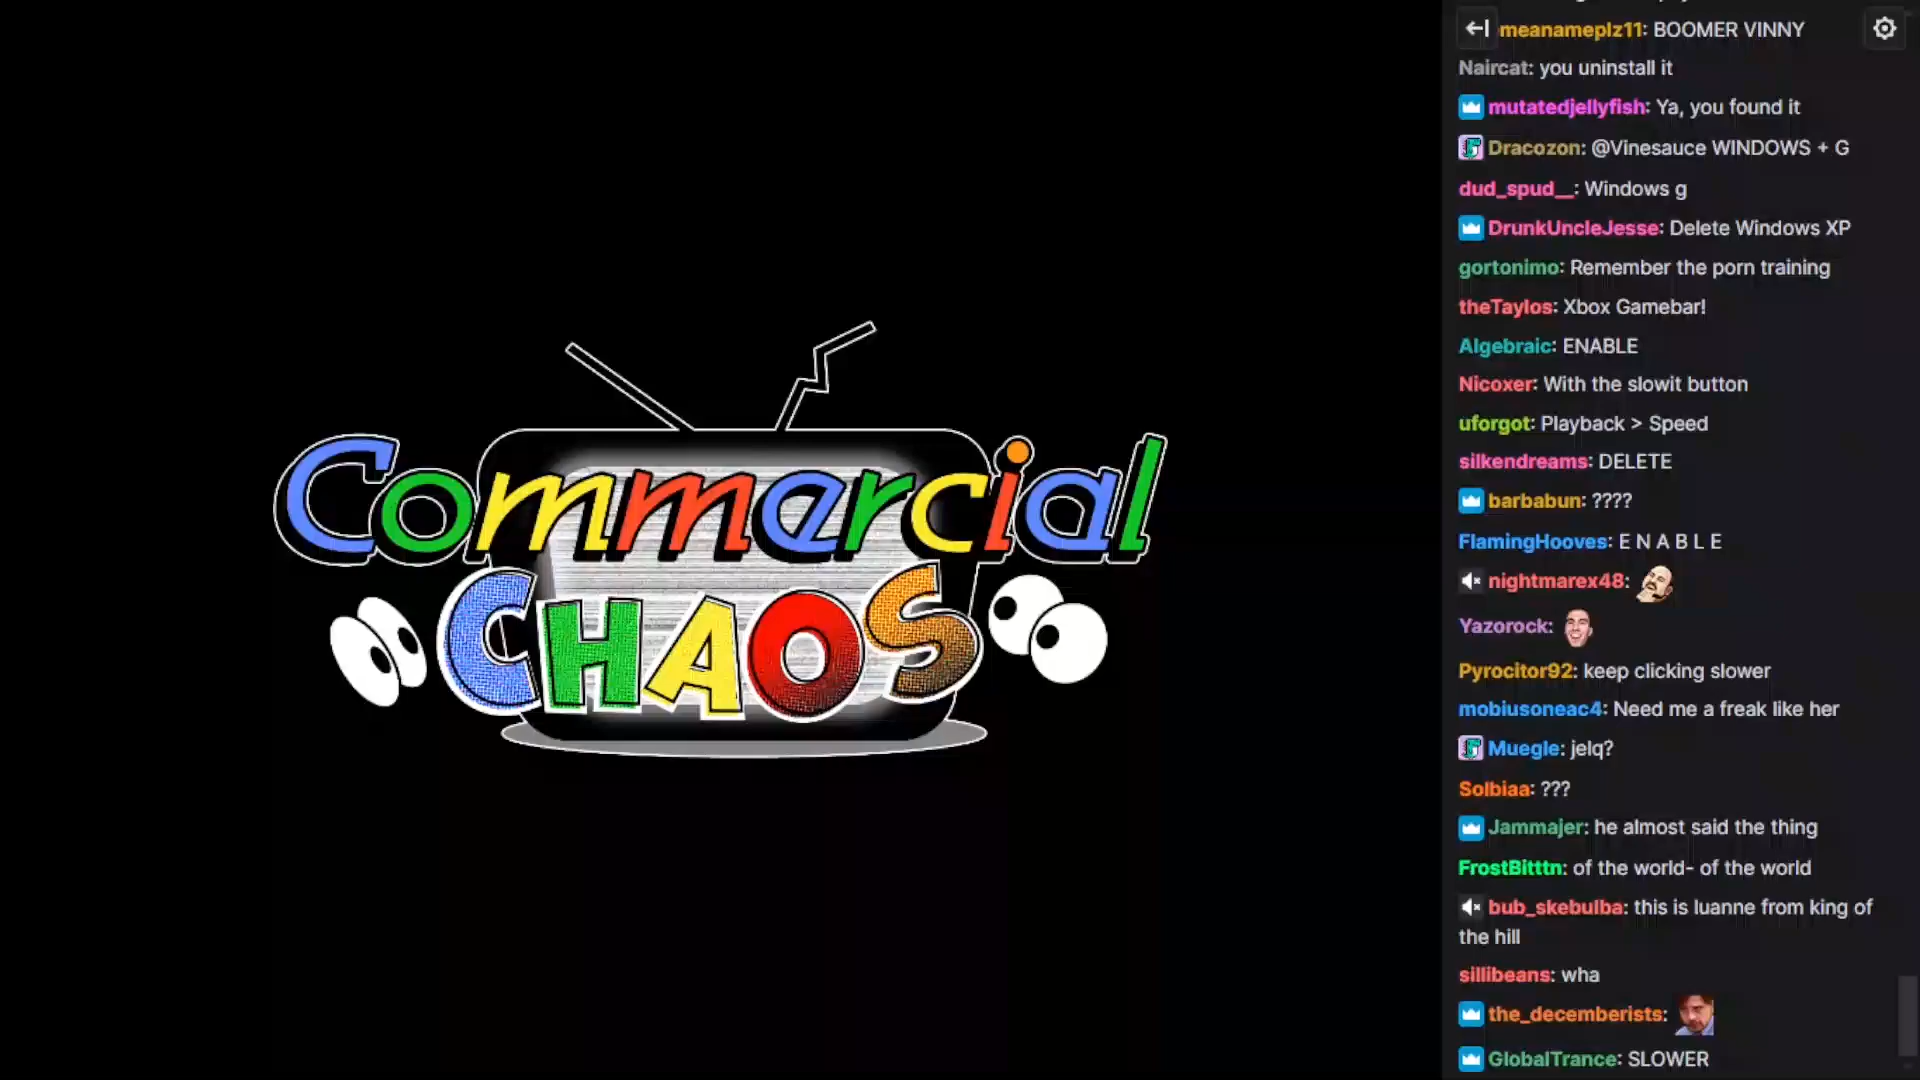 Commercial
CHAOS
meanameplz11: BOOMER VINNY
Naircat: you uninstall it
mutatedjellyfish: Ya, you found it
Dracozon: @Vinesauce WINDOWS + G
dud_spud__: Windows g
DrunkUncleJesse: Delete Windows XP
gortonimo: Remember the porn training
theTaylos: Xbox Gamebar!
Algebraic: ENABLE
Nicoxer: With the slowit button
uforgot: Playback > Speed
silkendreams: DELETE
barbabun: ????
FlamingHooves: E N A B L E
nightmarex48:
Yazorock:
Pyrocitor92: keep clicking slower
mobiusoneac4: Need me a freak like her
Muegle: jelq?
Solbiaa: ???
Jammajer: he almost said the thing
FrostBitttn: of the world- of the world
bub_skebulba: this is luanne from king of
the hill
sillibeans: wha
the_decemberists:
GlobalTrance: SLOWER